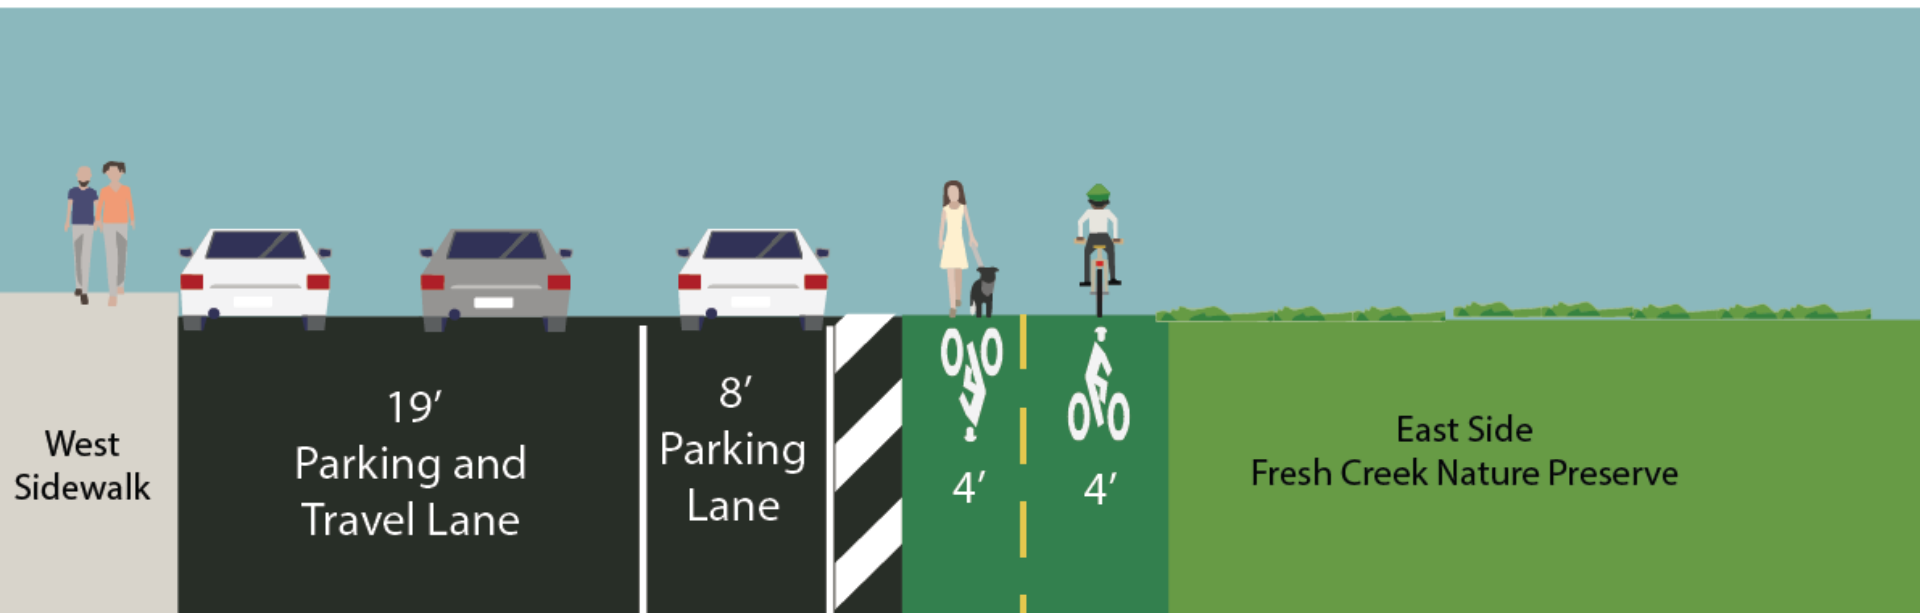 West
Sidewalk
19’
Parking and
Travel Lane
8’
Parking
Lane
4’
4’
East Side
Fresh Creek Nature Preserve